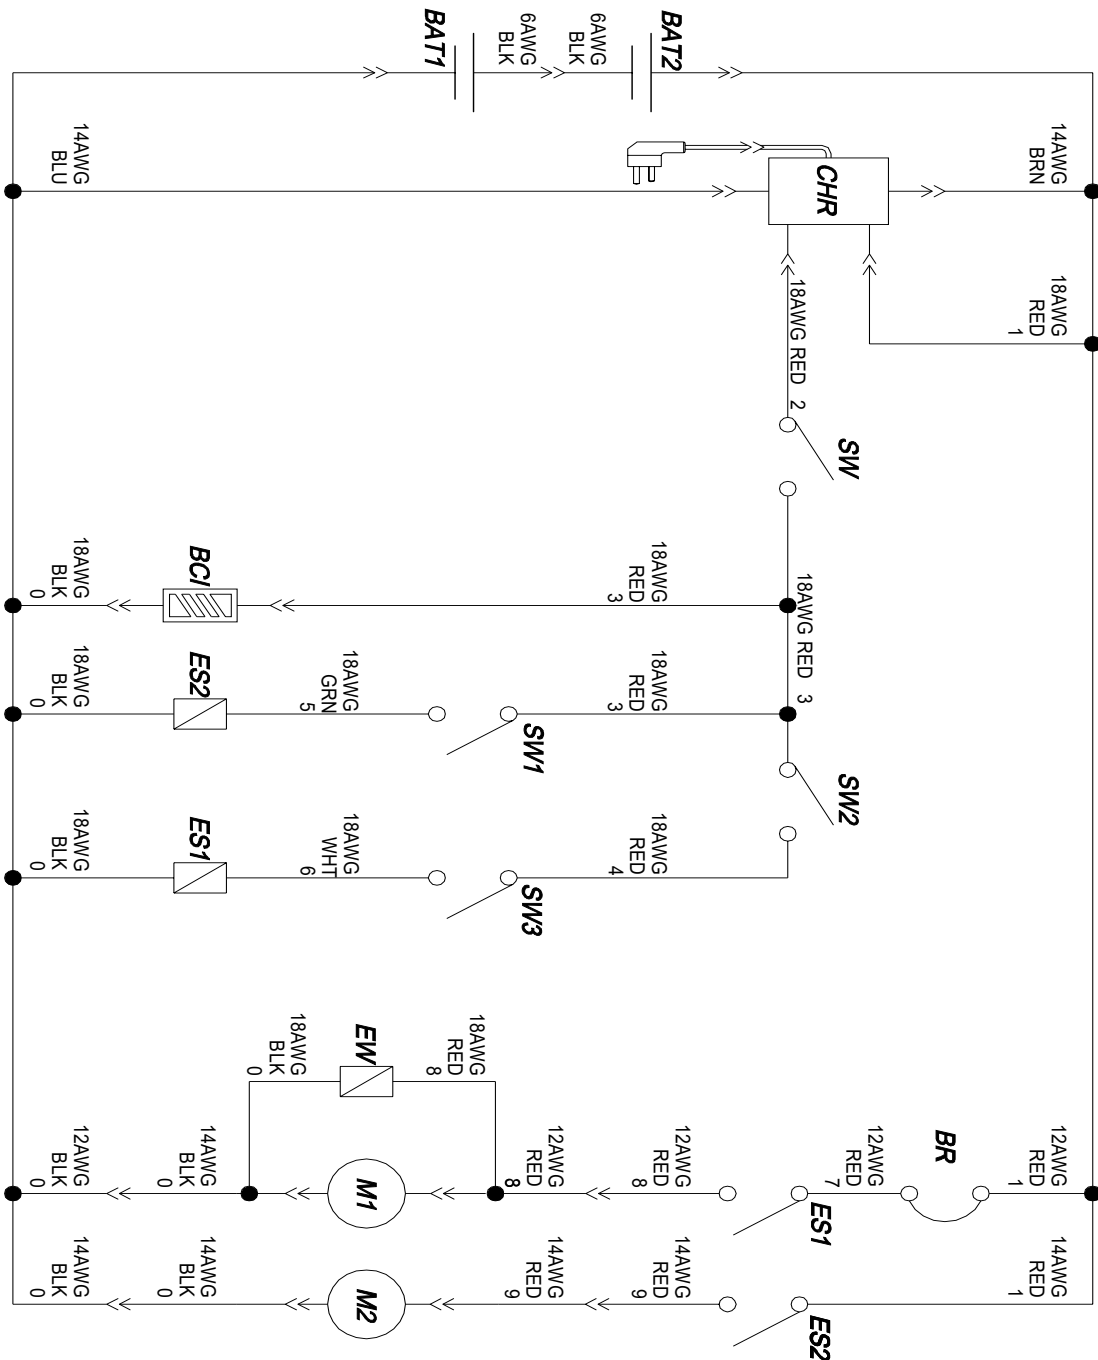 14AWG
BRN
18AWG
RED
1
12AWG
RED
1
14AWG
RED
1
BR
12AWG
RED
7
CHR
SW
SW2
ES1
ES2
18AWG RED 2
18AWG RED 3
BAT2
18AWG
RED
3
18AWG
RED
3
18AWG
RED
4
12AWG
RED
8
14AWG
RED
9
6AWG
BLK
6AWG
BLK
SW1
SW3
12AWG
RED
8
14AWG
RED
9
18AWG
RED
8
BAT1
EW
M1
M2
18AWG
GRN
5
18AWG
WHT
6
18AWG
BLK
0
BCI
ES2
ES1
14AWG
BLK
0
14AWG
BLK
0
14AWG
BLU
18AWG
BLK
0
18AWG
BLK
0
18AWG
BLK
0
12AWG
BLK
0
14AWG
BLK
0